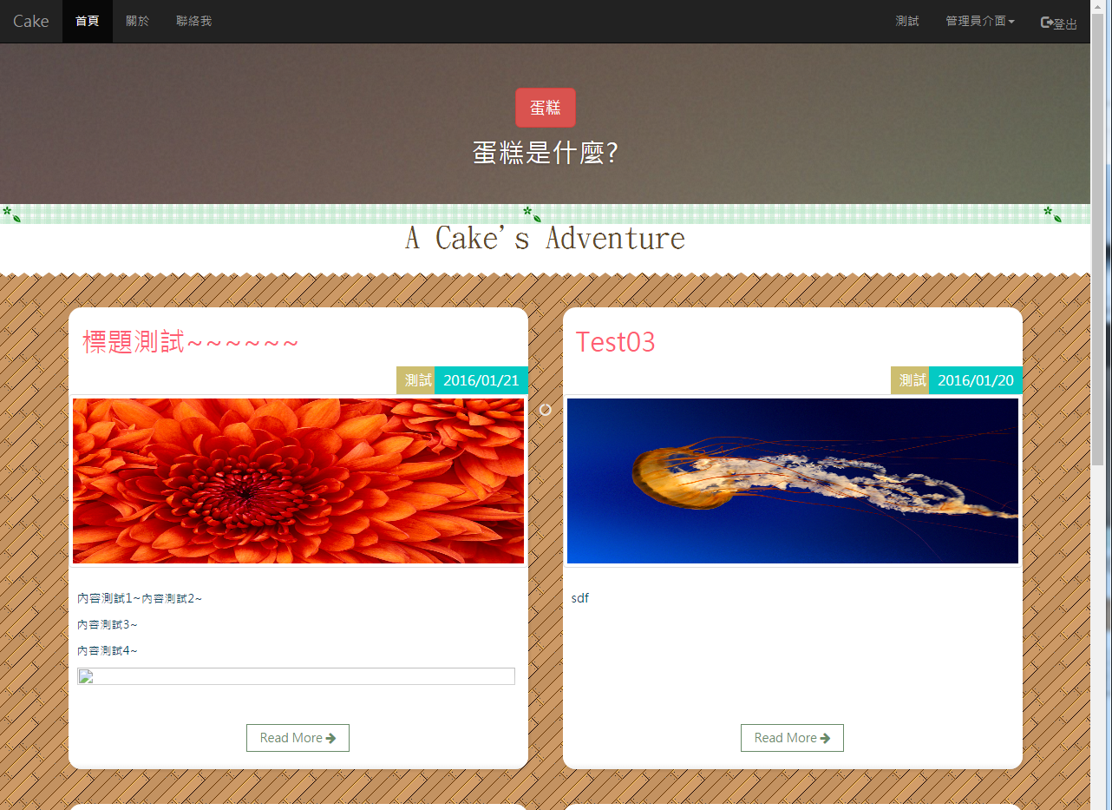 Cake 首頁 關於 聯絡我 測試 管理員介面 登出
蛋糕
蛋糕是什麼?
A Cake's Adventure
標題測試~~~~~~
測試 2016/01/21
內容測試1~內容測試2~
內容測試3~
內容測試4~
Read More
Test03
測試 2016/01/20
sdf
Read More